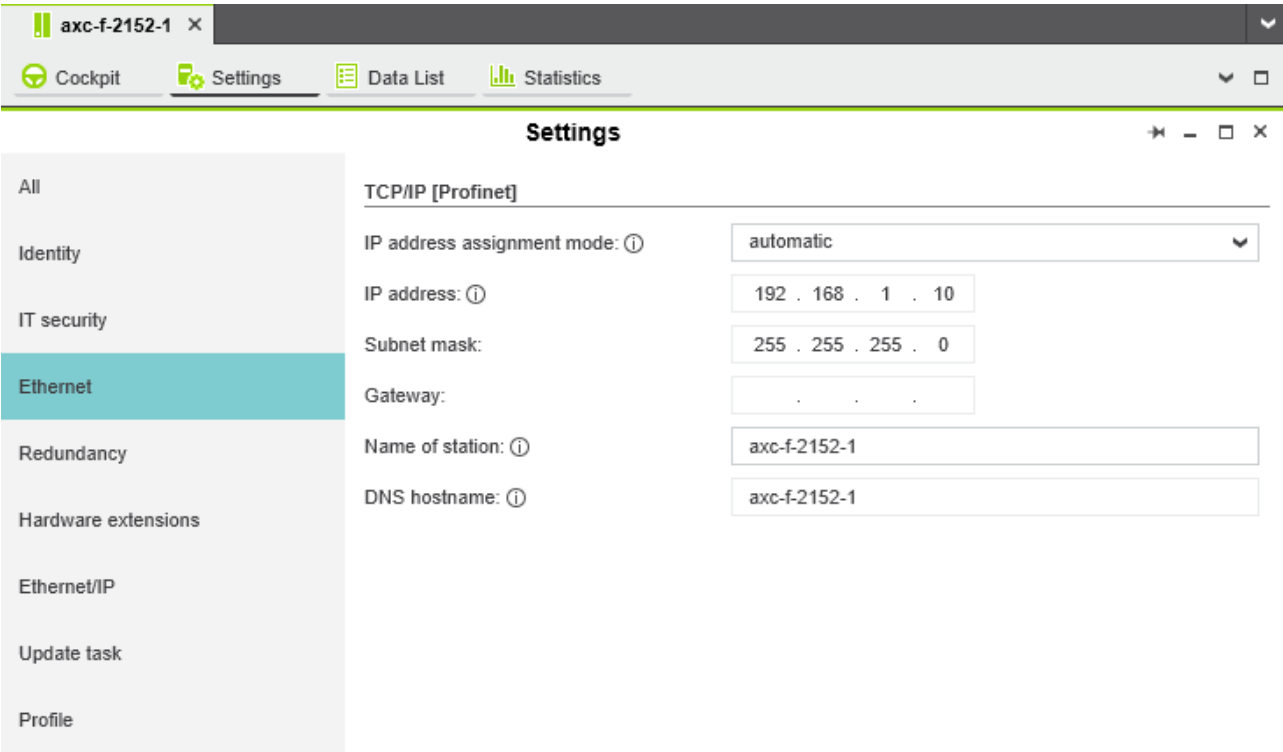 axc-f-2152-1
Cockpit Settings Data List Statistics
Settings
All
Identity
IT security
Ethernet
Redundancy
Hardware extensions
Ethernet/IP
Update task
Profile
TCP/IP [Profinet]
IP address assignment mode: automatic
IP address: 192 . 168 . 1 . 10
Subnet mask: 255 . 255 . 255 . 0
Gateway: . . .
Name of station: axc-f-2152-1
DNS hostname: axc-f-2152-1